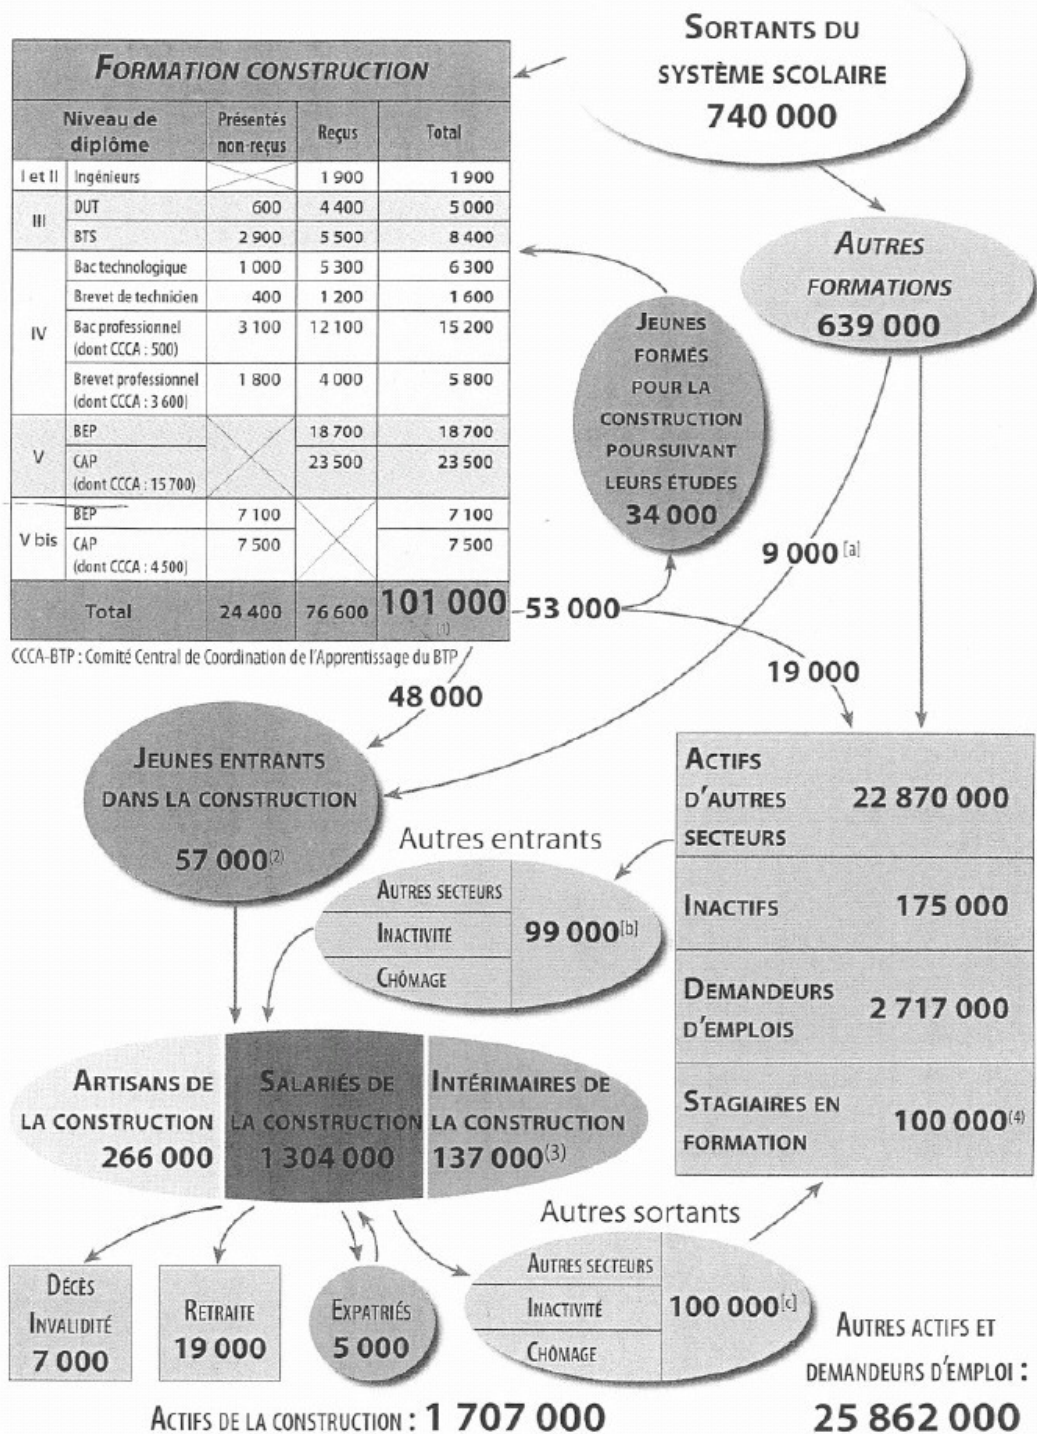 SORTANTS DU
SYSTÈME SCOLAIRE
740 000
FORMATION CONSTRUCTION
Niveau de diplôme Présentés non-reçus Reçus Total
I et II Ingénieurs 1 900 1 900
III DUT 600 4 400 5 000
BTS 2 900 5 500 8 400
IV Bac technologique 1 000 5 300 6 300
Brevet de technicien 400 1 200 1 600
Bac professionnel 3 100 12 100 15 200
(dont CCCA : 500)
Brevet professionnel 1 800 4 000 5 800
(dont CCCA : 3 600)
V BEP 18 700 18 700
CAP 23 500 23 500
(dont CCCA : 15 700)
V bis BEP 7 100 7 100
CAP 7 500 7 500
(dont CCCA : 4 500)
Total 24 400 76 600 101 000
(1)
CCCA-BTP : Comité Central de Coordination de l'Apprentissage du BTP
AUTRES
FORMATIONS
639 000
JEUNES
FORMÉS
POUR LA
CONSTRUCTION
POURSUIVANT
LEURS ÉTUDES
34 000
9 000 [a]
53 000
19 000
48 000
JEUNES ENTRANTS
DANS LA CONSTRUCTION
57 000(2)
Autres entrants
AUTRES SECTEURS
INACTIVITÉ
CHÔMAGE
99 000[b]
ACTIFS
D'AUTRES
SECTEURS
22 870 000
INACTIFS 175 000
DEMANDEURS
D'EMPLOIS
2 717 000
STAGIAIRES EN
FORMATION
100 000(4)
ARTISANS DE
LA CONSTRUCTION
266 000
SALARIÉS DE
LA CONSTRUCTION
1 304 000
INTÉRIMAIRES DE
LA CONSTRUCTION
137 000(3)
Autres sortants
AUTRES SECTEURS
INACTIVITÉ
CHÔMAGE
100 000[c]
DÉCÈS
INVALIDITÉ
7 000
RETRAITE
19 000
EXPATRIÉS
5 000
ACTIFS DE LA CONSTRUCTION : 1 707 000
AUTRES ACTIFS ET
DEMANDEURS D'EMPLOI :
25 862 000